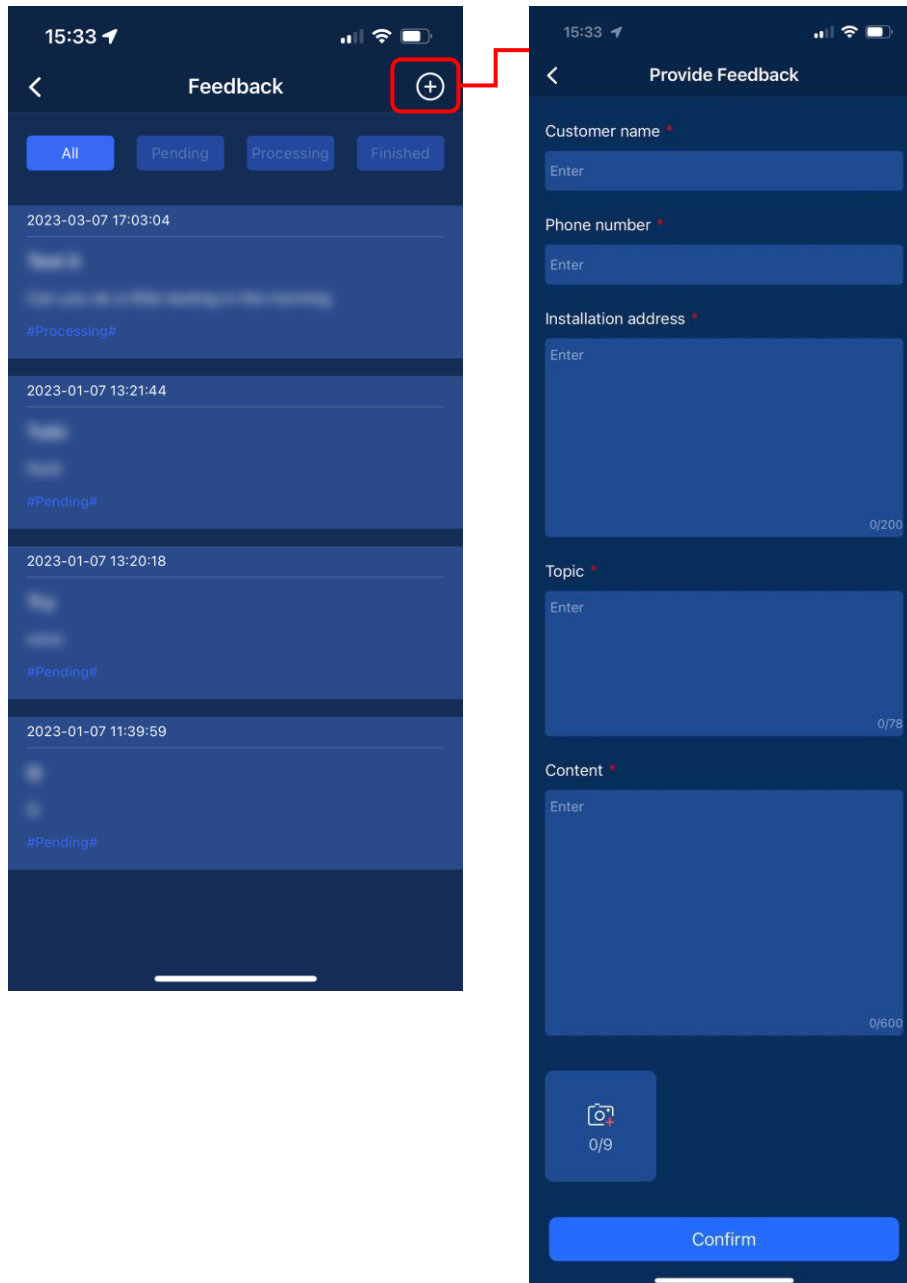 15:33
Feedback
All Pending Processing Finished
2023-03-07 17:03:04
#Processing#
2023-01-07 13:21:44
#Pending#
2023-01-07 13:20:18
#Pending#
2023-01-07 11:39:59
#Pending#
15:33
Provide Feedback
Customer name *
Enter
Phone number *
Enter
Installation address *
Enter
0/200
Topic *
Enter
0/78
Content *
Enter
0/600
0/9
Confirm